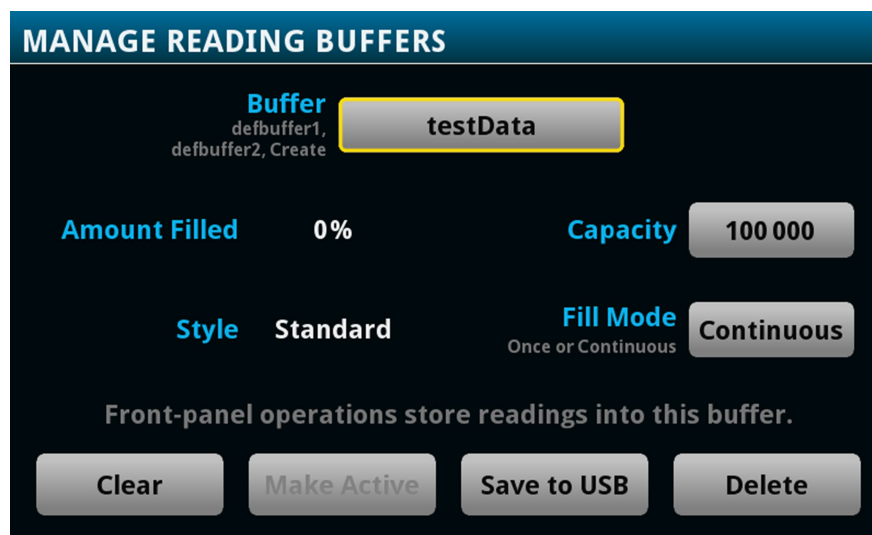 MANAGE READING BUFFERS
Buffer
defbuffer1,
defbuffer2, Create
testData
Amount Filled 0% Capacity 100 000
Style Standard Fill Mode Continuous
Once or Continuous
Front-panel operations store readings into this buffer.
Clear Make Active Save to USB Delete